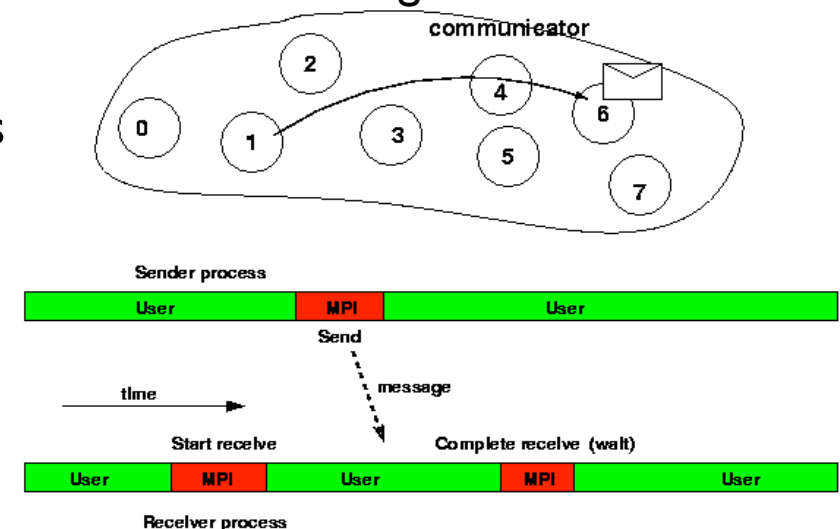 communicator
2
4
6
0
1
3
5
7
Sender process
User MPI User
Send
message
time
Start receive Complete receive (wait)
User MPI User MPI User
Receiver process